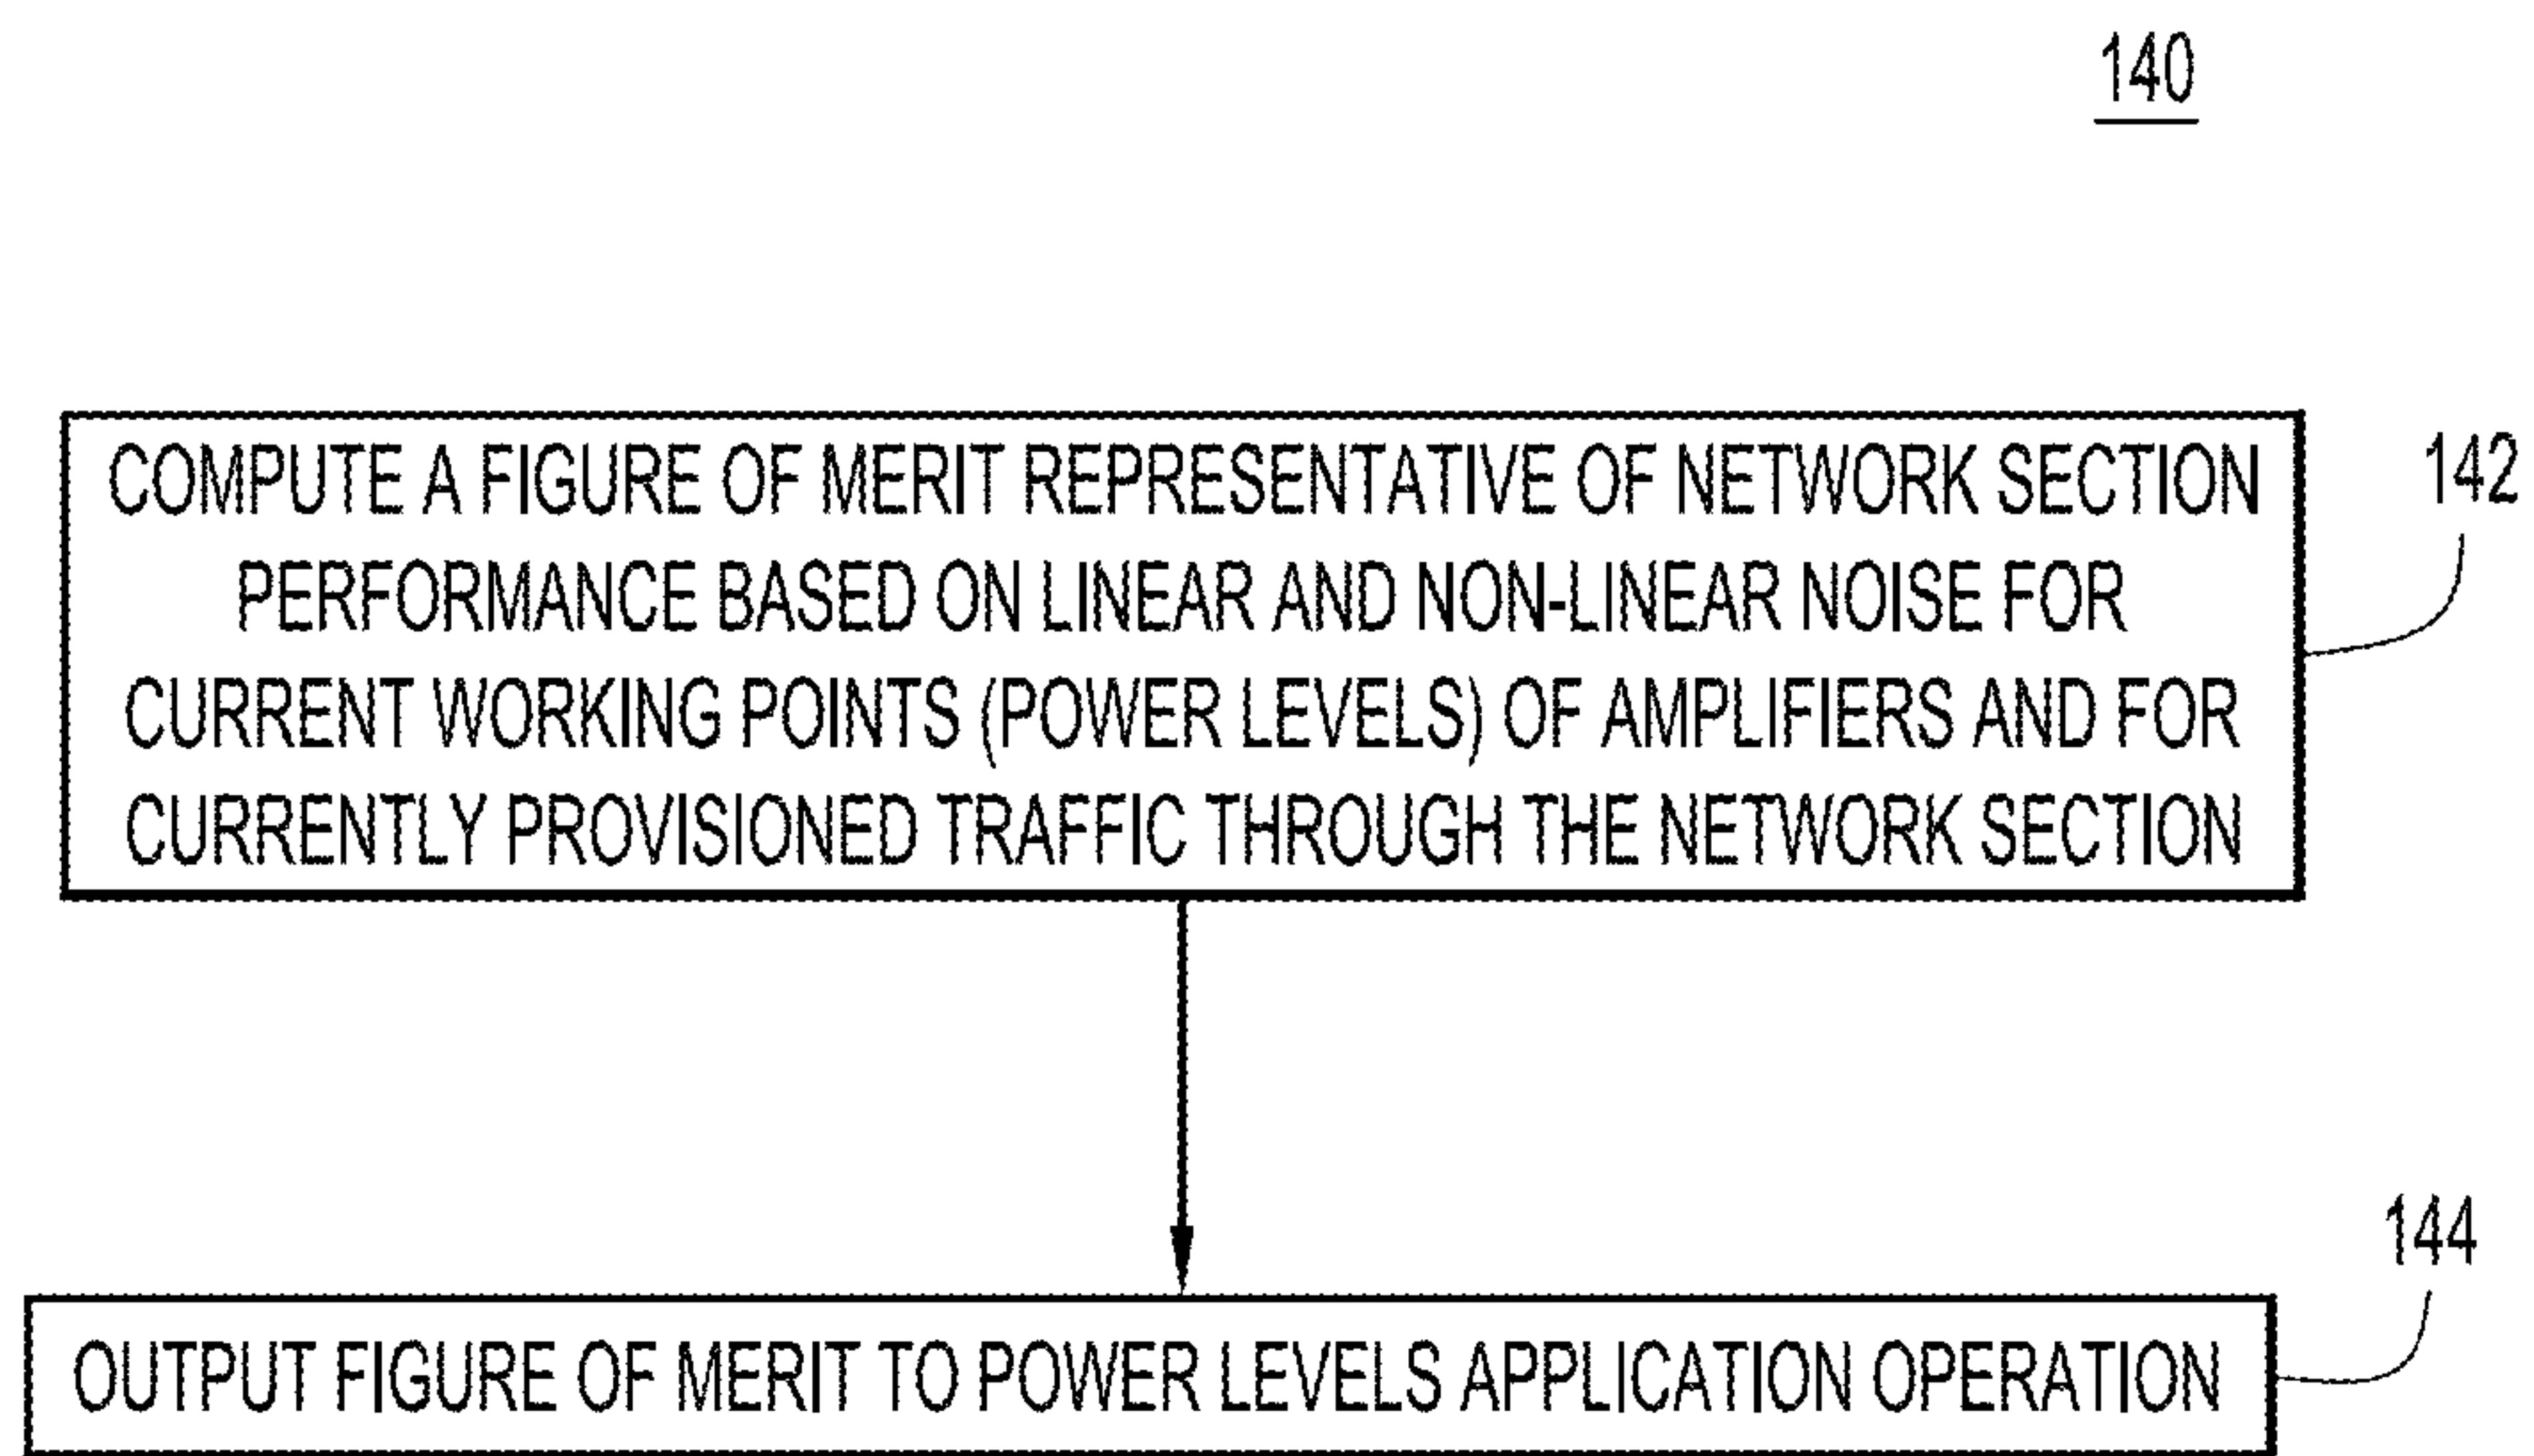 140
COMPUTE A FIGURE OF MERIT REPRESENTATIVE OF NETWORK SECTION
PERFORMANCE BASED ON LINEAR AND NON-LINEAR NOISE FOR
CURRENT WORKING POINTS (POWER LEVELS) OF AMPLIFIERS AND FOR
CURRENTLY PROVISIONED TRAFFIC THROUGH THE NETWORK SECTION
142
144
OUTPUT FIGURE OF MERIT TO POWER LEVELS APPLICATION OPERATION